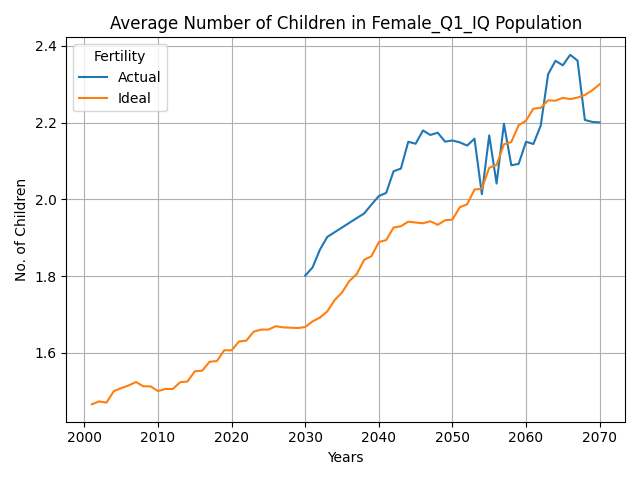 Average Number of Children in Female_Q1_IQ Population
Fertility
Actual
Ideal
No. of Children
2.4
2.2
2.0
1.8
1.6
2000 2010 2020 2030 2040 2050 2060 2070
Years